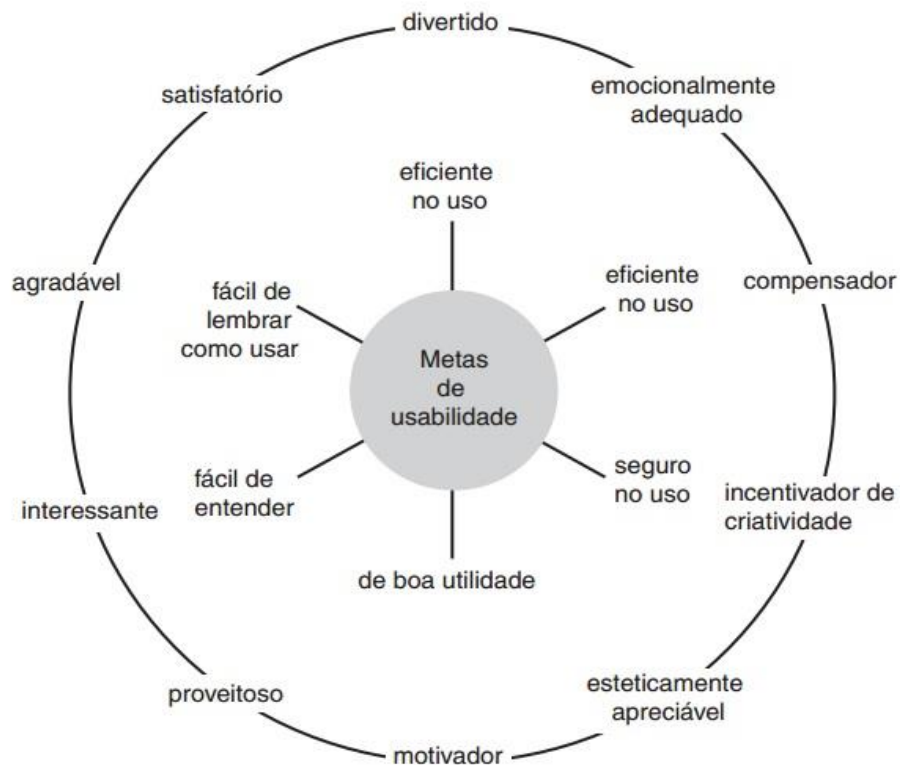 divertido
satisfatório
emocionalmente
adequado
eficiente
no uso
agradável
fácil de
lembrar
como usar
eficiente
no uso
compensador
Metas
de
usabilidade
interessante
fácil de
entender
seguro
no uso
incentivador de
criatividade
de boa utilidade
proveitoso
esteticamente
apreciável
motivador